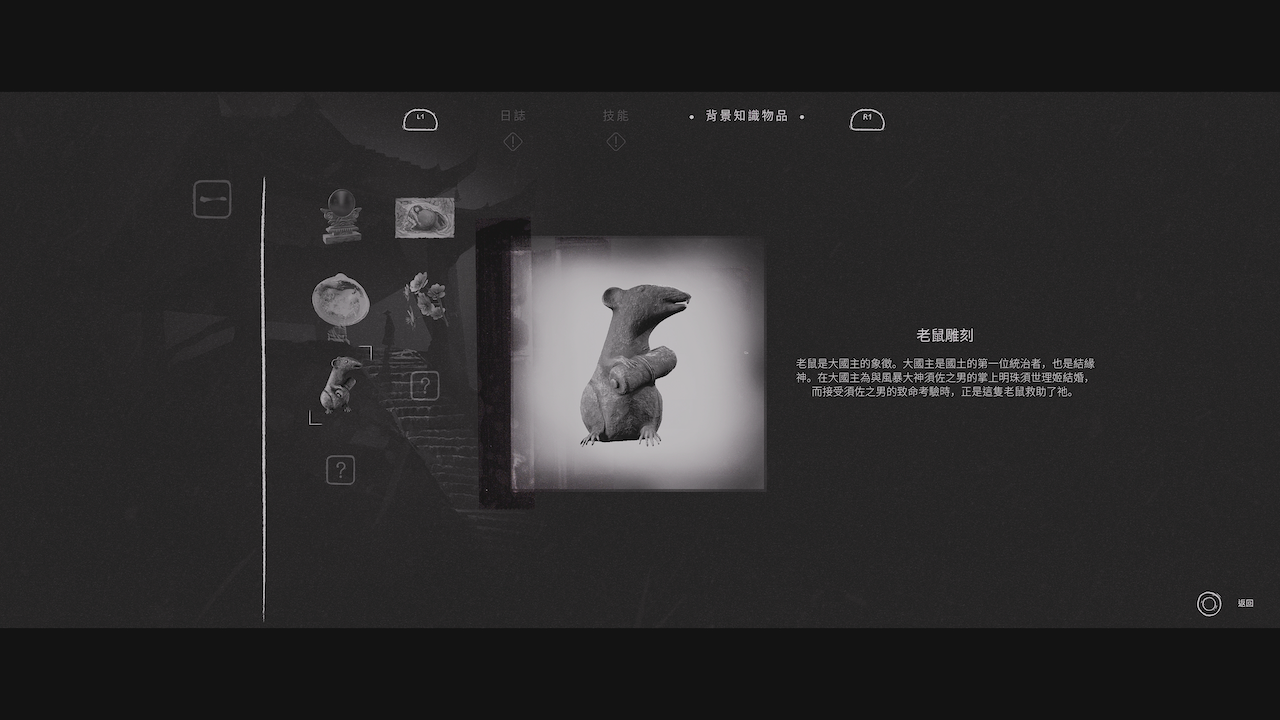 L1
日誌
技能
• 背景知識物品 •
R1
!
!
?
?
老鼠雕刻
老鼠是大國主的象徵。大國主是國土的第一位統治者，也是結緣
神。在大國主為與風暴大神須佐之男的掌上明珠須世理姬結婚，
而接受須佐之男的致命考驗時，正是這隻老鼠救助了祂。
返回